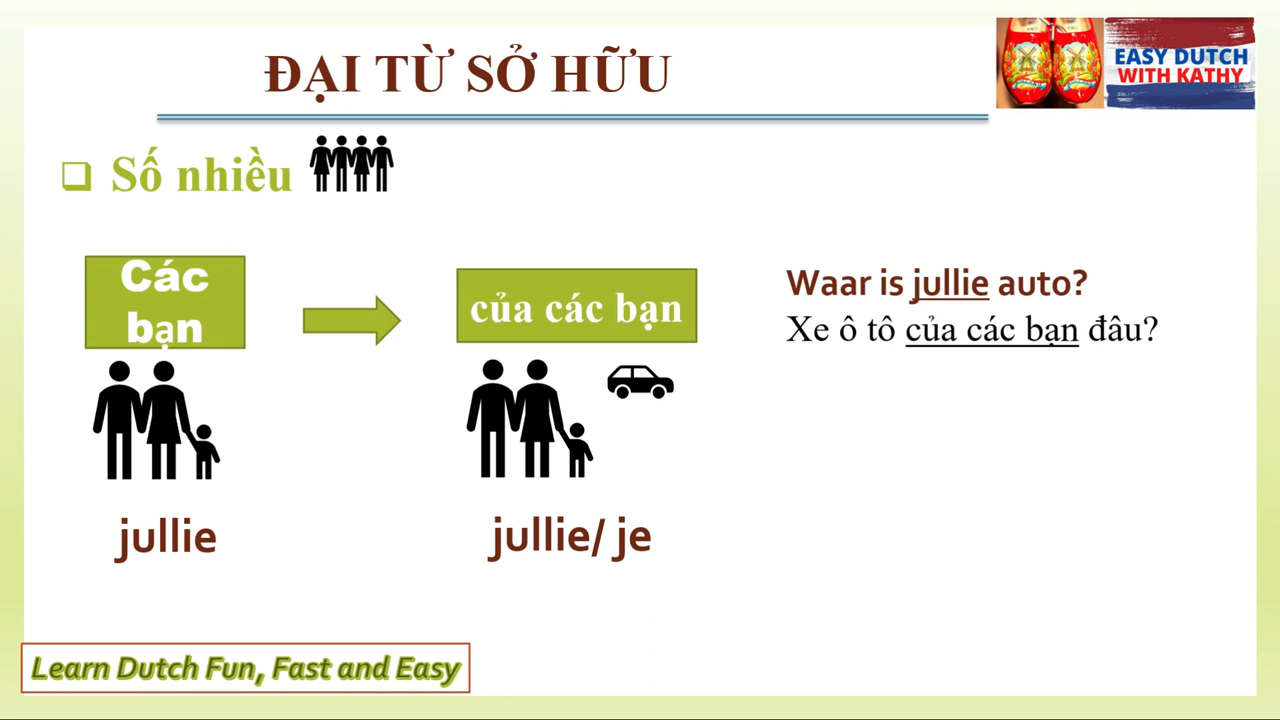 ĐẠI TỪ SỞ HỮU
EASY DUTCH
WITH KATHY
Số nhiều
Các
bạn
của các bạn
Waar is jullie auto?
Xe ô tô của các bạn đâu?
jullie
jullie/ je
Learn Dutch Fun, Fast and Easy